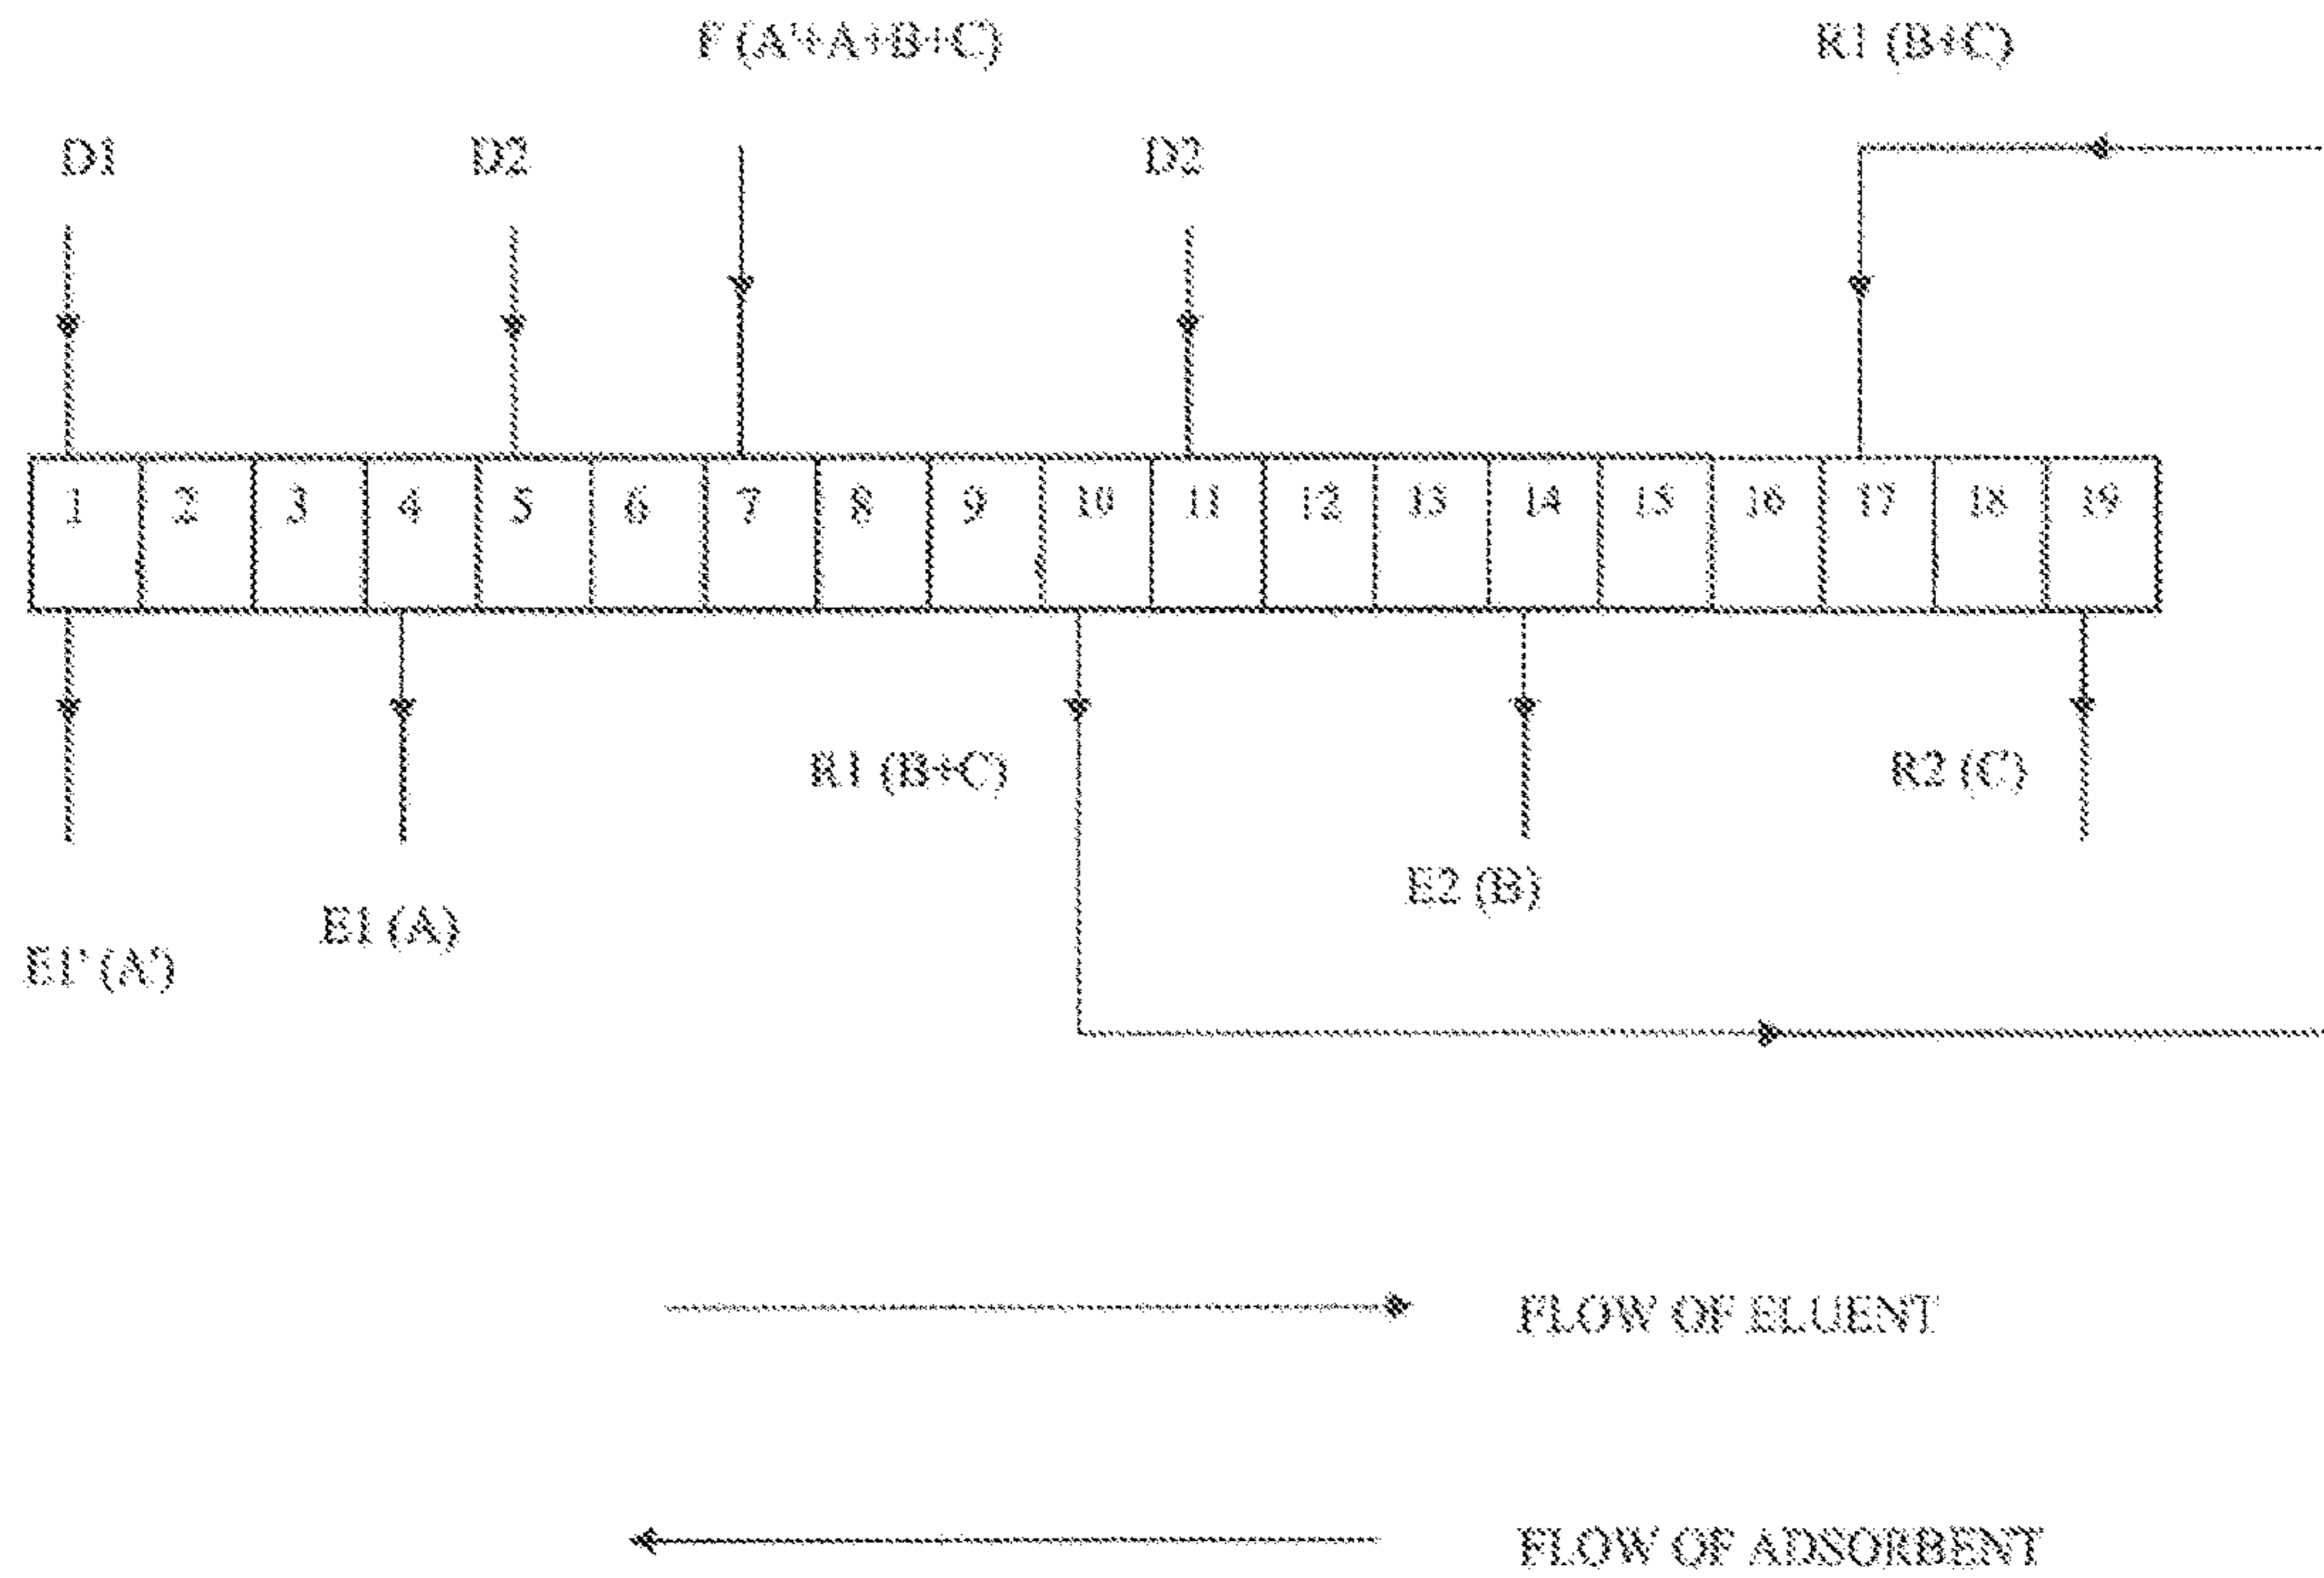 F (A'+A+B+C)
R1 (B+C)
D1
D2
D2
1 2 3 4 5 6 7 8 9 10 11 12 13 14 15 16 17 18 19
R1 (B+C)
R2 (C)
E2 (B)
E1 (A)
E1' (A')
FLOW OF ELUENT
FLOW OF ADSORBENT